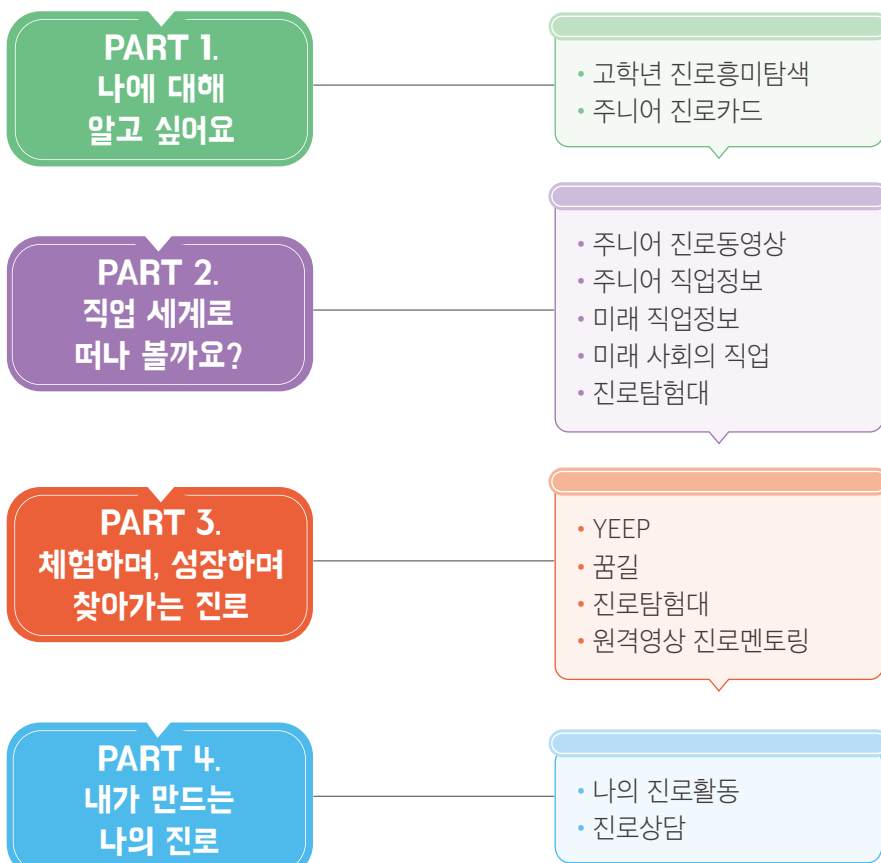 PART 1.
나에 대해
알고 싶어요
• 고학년 진로흥미탐색
• 주니어 진로카드
PART 2.
직업 세계로
떠나 볼까요?
• 주니어 진로동영상
• 주니어 직업정보
• 미래 직업정보
• 미래 사회의 직업
• 진로탐험대
PART 3.
체험하며, 성장하며
찾아가는 진로
• YEEP
• 꿈길
• 진로탐험대
• 원격영상 진로멘토링
PART 4.
내가 만드는
나의 진로
• 나의 진로활동
• 진로상담